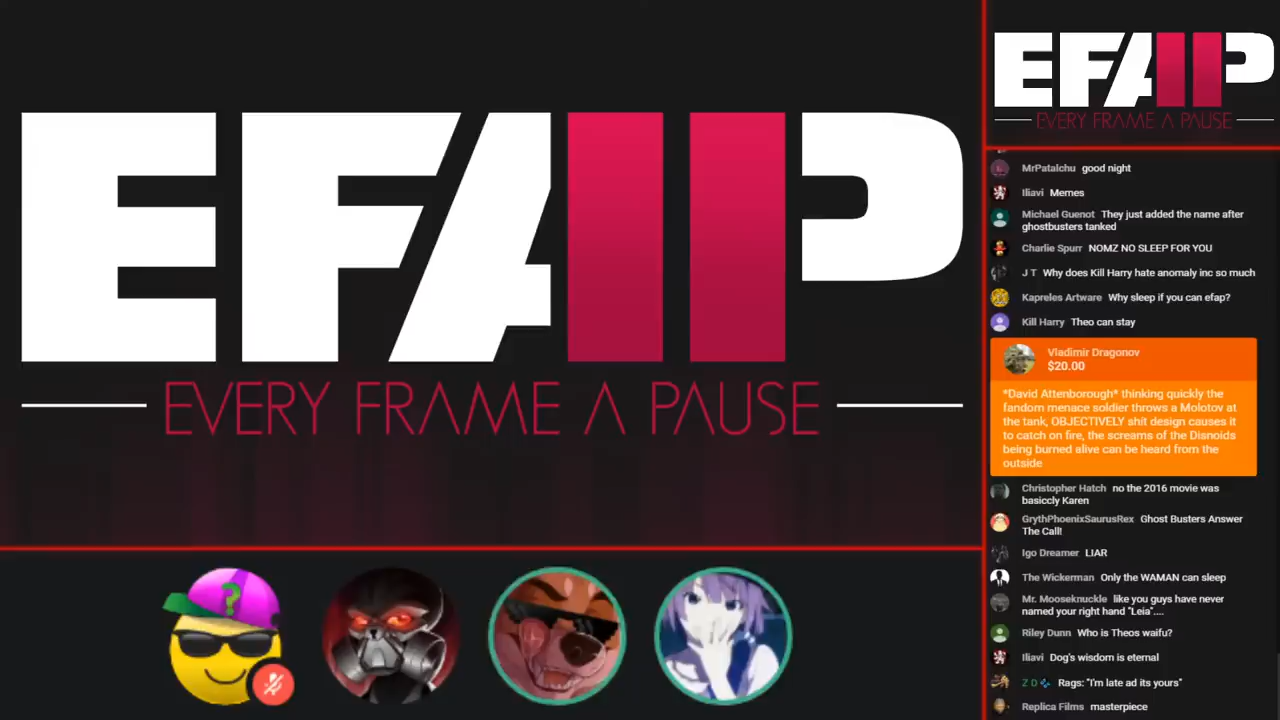 EFAP
EVERY FRAME A PAUSE
EFAP
EVERY FRAME A PAUSE
MrPatalchu good night
Iliavi Memes
Michael Guenot They just added the name after
ghostbusters tanked
Charlie Spurr NOMZ NO SLEEP FOR YOU
J T Why does Kill Harry hate anomaly inc so much
Kapreles Artware Why sleep if you can efap?
Kill Harry Theo can stay
Vladimir Dragonov
$20.00
*David Attenborough* thinking quickly the
fandom menace soldier throws a Molotov at
the tank, OBJECTIVELY shit design causes it
to catch on fire, the screams of the Disnoids
being burned alive can be heard from the
outside
Christopher Hatch no the 2016 movie was
basiccly Karen
GrythPhoenixSaurusRex Ghost Busters Answer
The Call!
Igo Dreamer LIAR
The Wickerman Only the WAMAN can sleep
Mr. Mooseknuckle like you guys have never
named your right hand "Leia"....
Riley Dunn Who is Theos waifu?
Iliavi Dog's wisdom is eternal
Z D Rags: "I'm late ad its yours"
Replica Films masterpiece
?